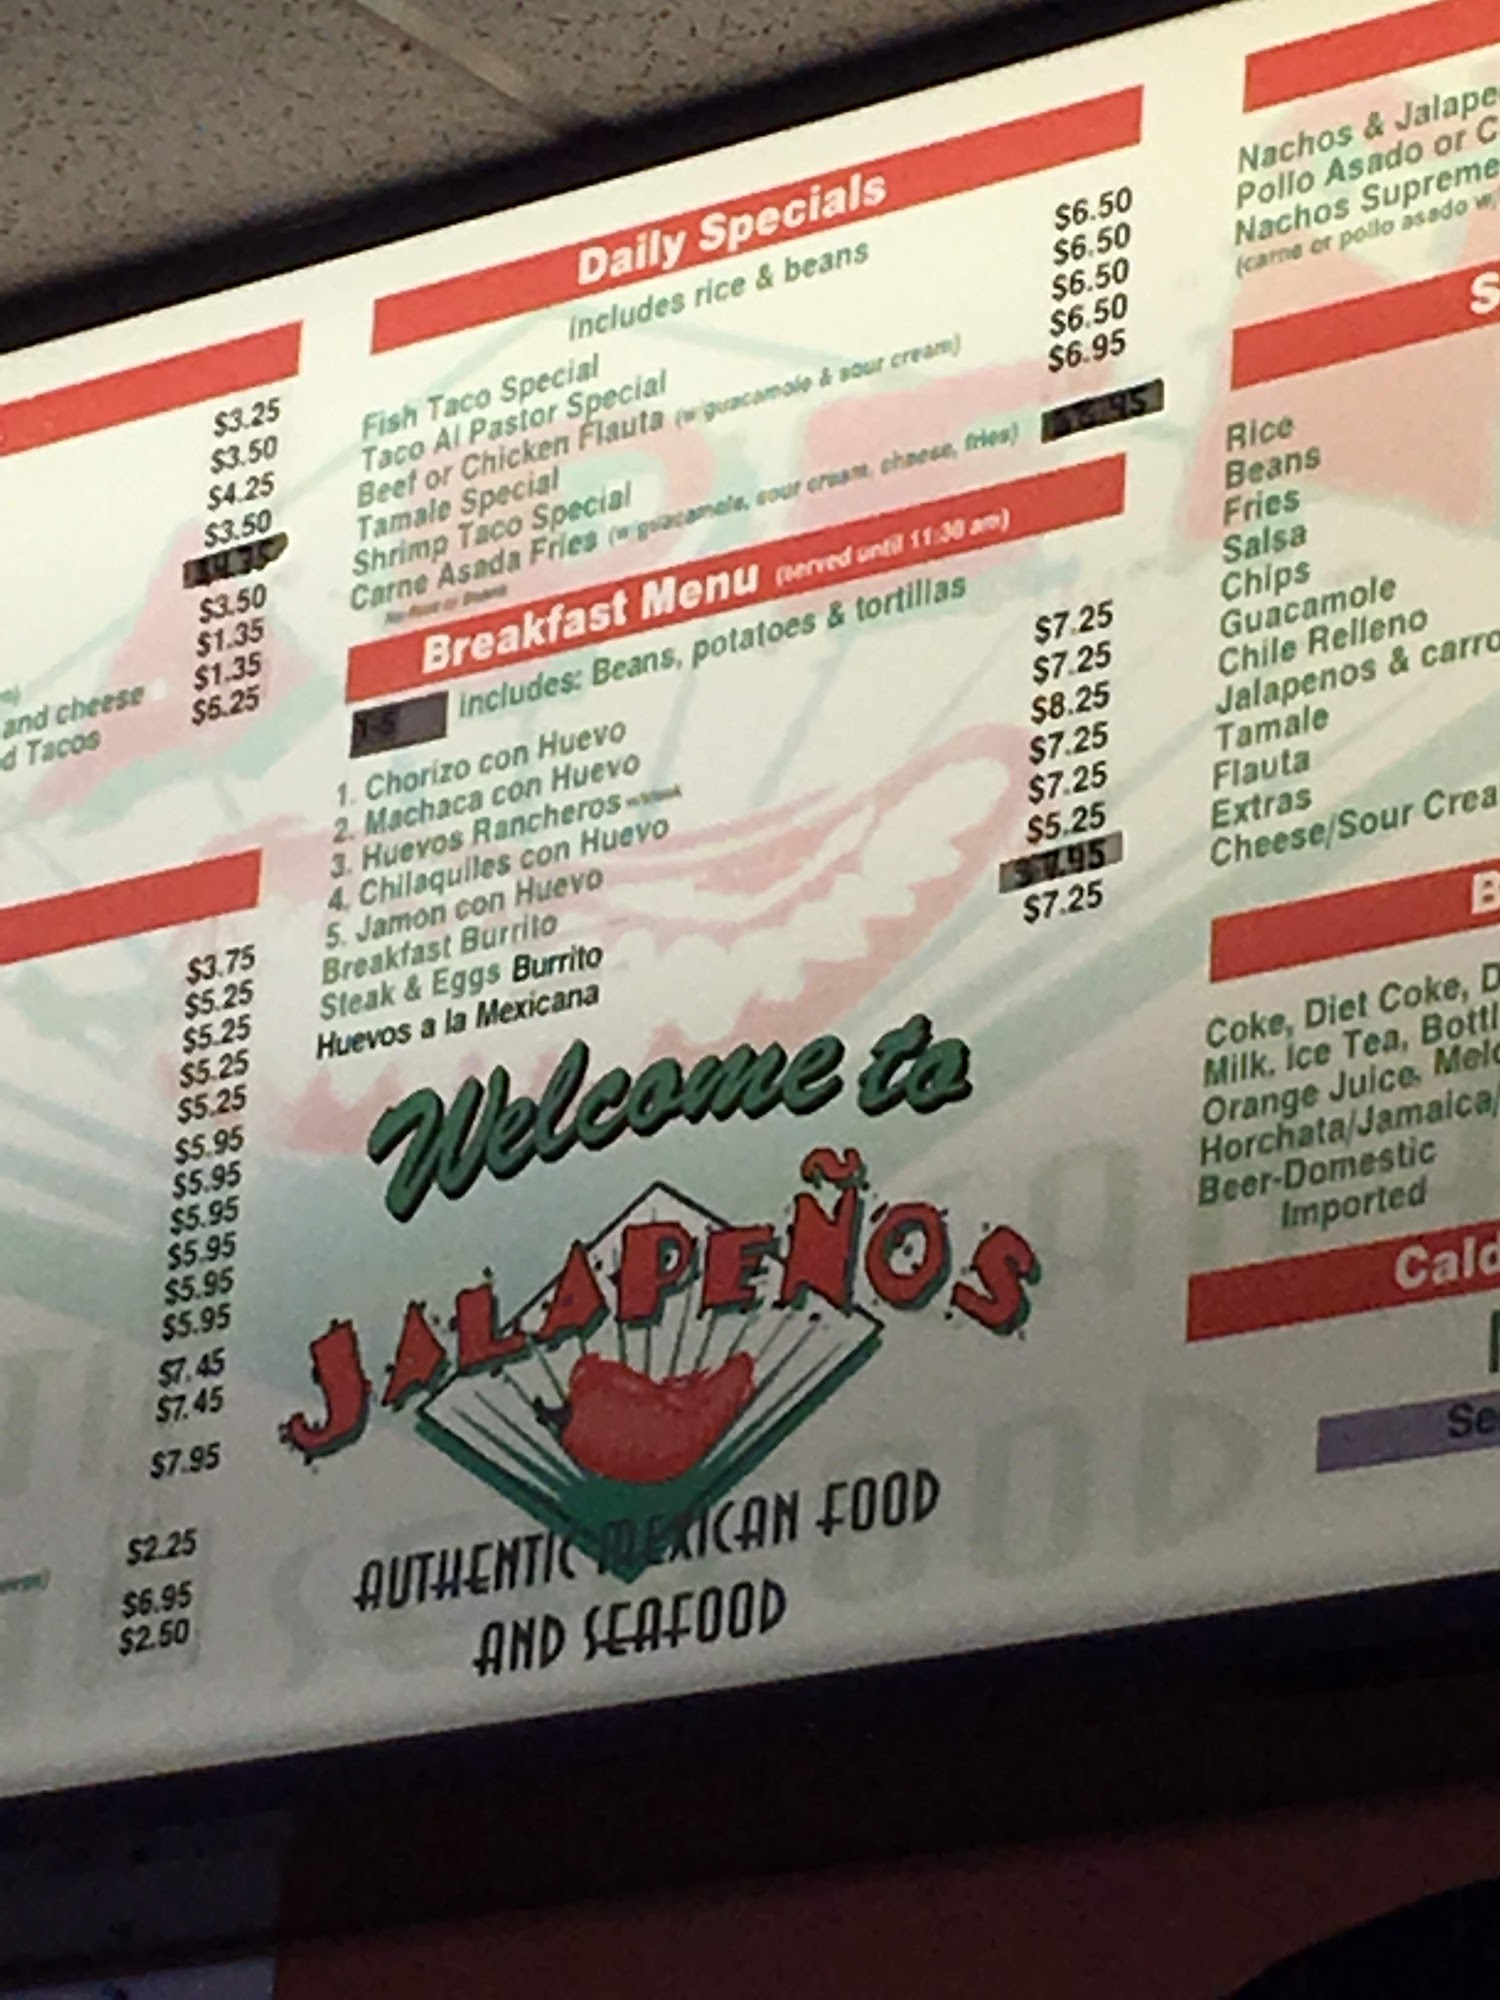 $3.25
$3.50
$4.25
$3.50
$3.50
$1.35
$1.35
and cheese
d Tacos $6.25
$3.75
$5.25
$5.25
$5.25
$5.25
$5.95
$5.95
$5.95
$5.95
$5.95
$5.95
$7.45
$7.45
$7.95
$2.25
$6.95
$2.50
Daily Specials
includes rice & beans
Fish Taco Special $6.50
Taco Al Pastor Special $6.50
Beef or Chicken Flauta (w/guacamole & sour cream) $6.50
Tamale Special $6.50
Shrimp Taco Special $6.95
Carne Asada Fries (w/guacamole, sour cream, cheese, fries)
No Rice or Beans
Breakfast Menu (served until 11:30 am)
1-5 includes: Beans, potatoes & tortillas
1. Chorizo con Huevo $7.25
2. Machaca con Huevo $7.25
3. Huevos Rancheros $8.25
4. Chilaquiles con Huevo $7.25
5. Jamon con Huevo $7.25
Breakfast Burrito $5.25
Steak & Eggs Burrito
Huevos a la Mexicana $7.25
Welcome to
JALAPEÑOS
AUTHENTIC MEXICAN FOOD
AND SEAFOOD
Nachos & Jalape
Pollo Asado or C
Nachos Supreme
(carne or pollo asado w/
S
Rice
Beans
Fries
Salsa
Chips
Guacamole
Chile Relleno
Jalapenos & carro
Tamale
Flauta
Extras
Cheese/Sour Crea
B
Coke, Diet Coke, D
Milk, Ice Tea, Bottl
Orange Juice, Melo
Horchata/Jamaica/
Beer-Domestic
Imported
Cald
Se